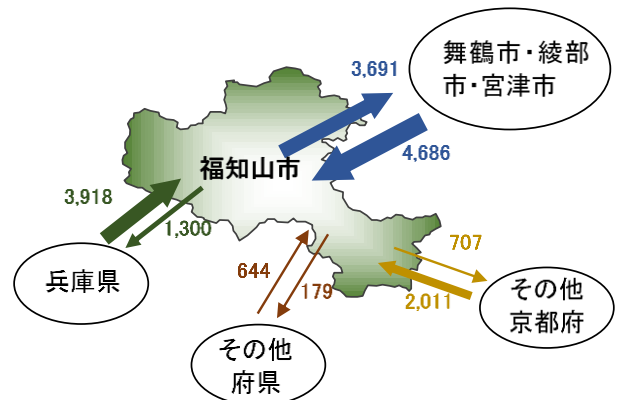 舞鶴市・綾部
市・宮津市
3,691
4,686
福知山市
3,918
1,300
兵庫県
707
2,011
その他
京都府
644
179
その他
府県